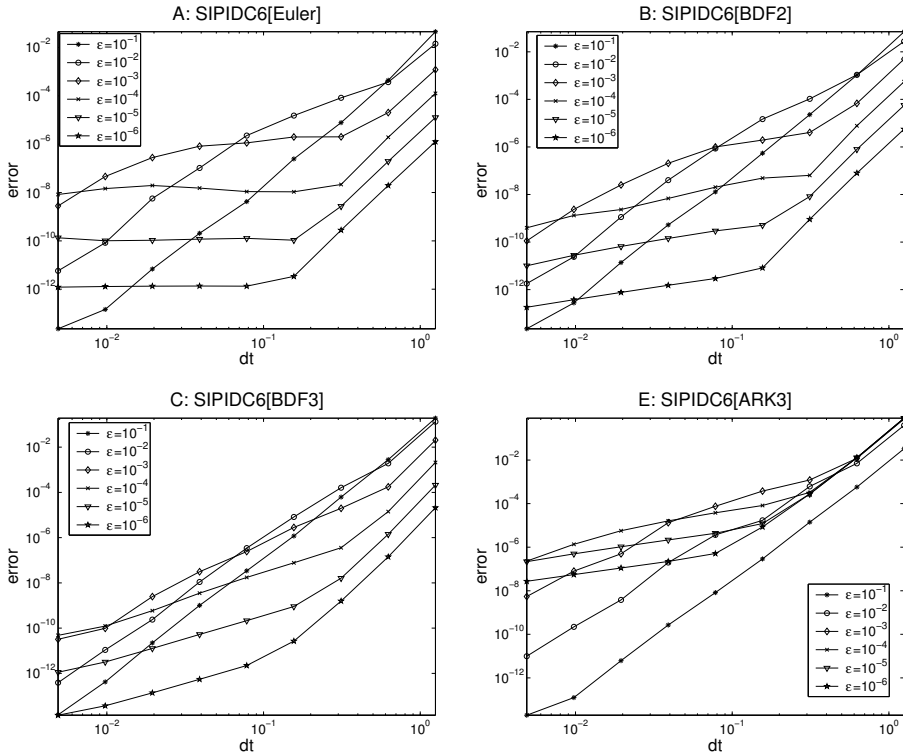 A: SIPIDC6[Euler]
ε=10⁻¹
ε=10⁻²
ε=10⁻³
ε=10⁻⁴
ε=10⁻⁵
ε=10⁻⁶
10⁻²
10⁻⁴
10⁻⁶
10⁻⁸
10⁻¹⁰
10⁻¹²
error
10⁻²
10⁻¹
10⁰
dt
B: SIPIDC6[BDF2]
ε=10⁻¹
ε=10⁻²
ε=10⁻³
ε=10⁻⁴
ε=10⁻⁵
ε=10⁻⁶
10⁻²
10⁻⁴
10⁻⁶
10⁻⁸
10⁻¹⁰
10⁻¹²
error
10⁻²
10⁻¹
10⁰
dt
C: SIPIDC6[BDF3]
ε=10⁻¹
ε=10⁻²
ε=10⁻³
ε=10⁻⁴
ε=10⁻⁵
ε=10⁻⁶
10⁻²
10⁻⁴
10⁻⁶
10⁻⁸
10⁻¹⁰
10⁻¹²
error
10⁻²
10⁻¹
10⁰
dt
E: SIPIDC6[ARK3]
10⁻²
10⁻⁴
10⁻⁶
10⁻⁸
10⁻¹⁰
10⁻¹²
error
ε=10⁻¹
ε=10⁻²
ε=10⁻³
ε=10⁻⁴
ε=10⁻⁵
ε=10⁻⁶
10⁻²
10⁻¹
10⁰
dt